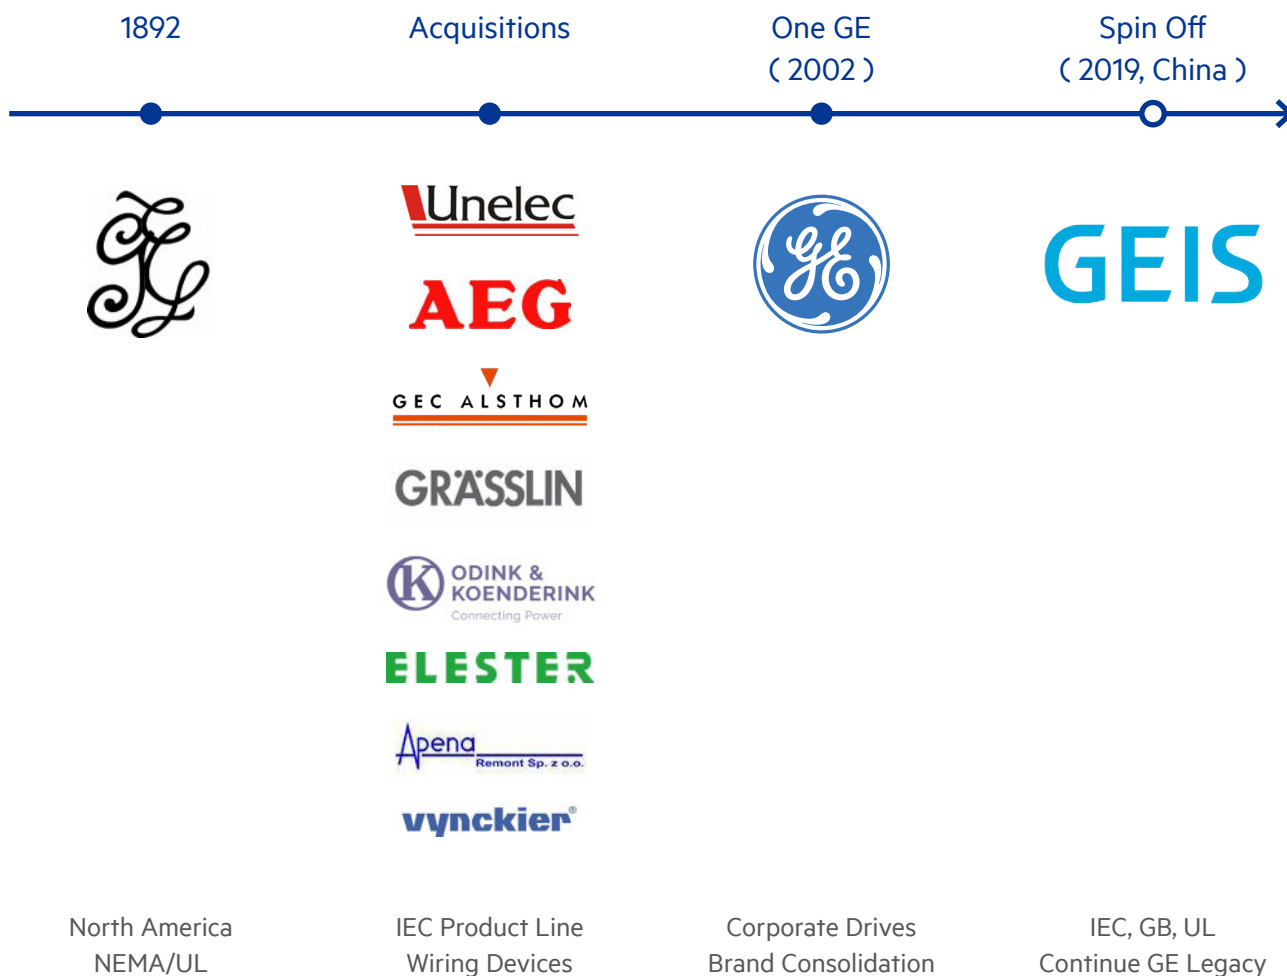 1892
Acquisitions
One GE
( 2002 )
Spin Off
( 2019, China )
GE
Unelec
AEG
GEC ALSTHOM
GRÄSSLIN
K
ODINK &
KOENDERINK
Connecting Power
ELESTER
Apena
Remont Sp. z o.o.
vynckier®
GE
GEIS
North America
NEMA/UL
IEC Product Line
Wiring Devices
Corporate Drives
Brand Consolidation
IEC, GB, UL
Continue GE Legacy